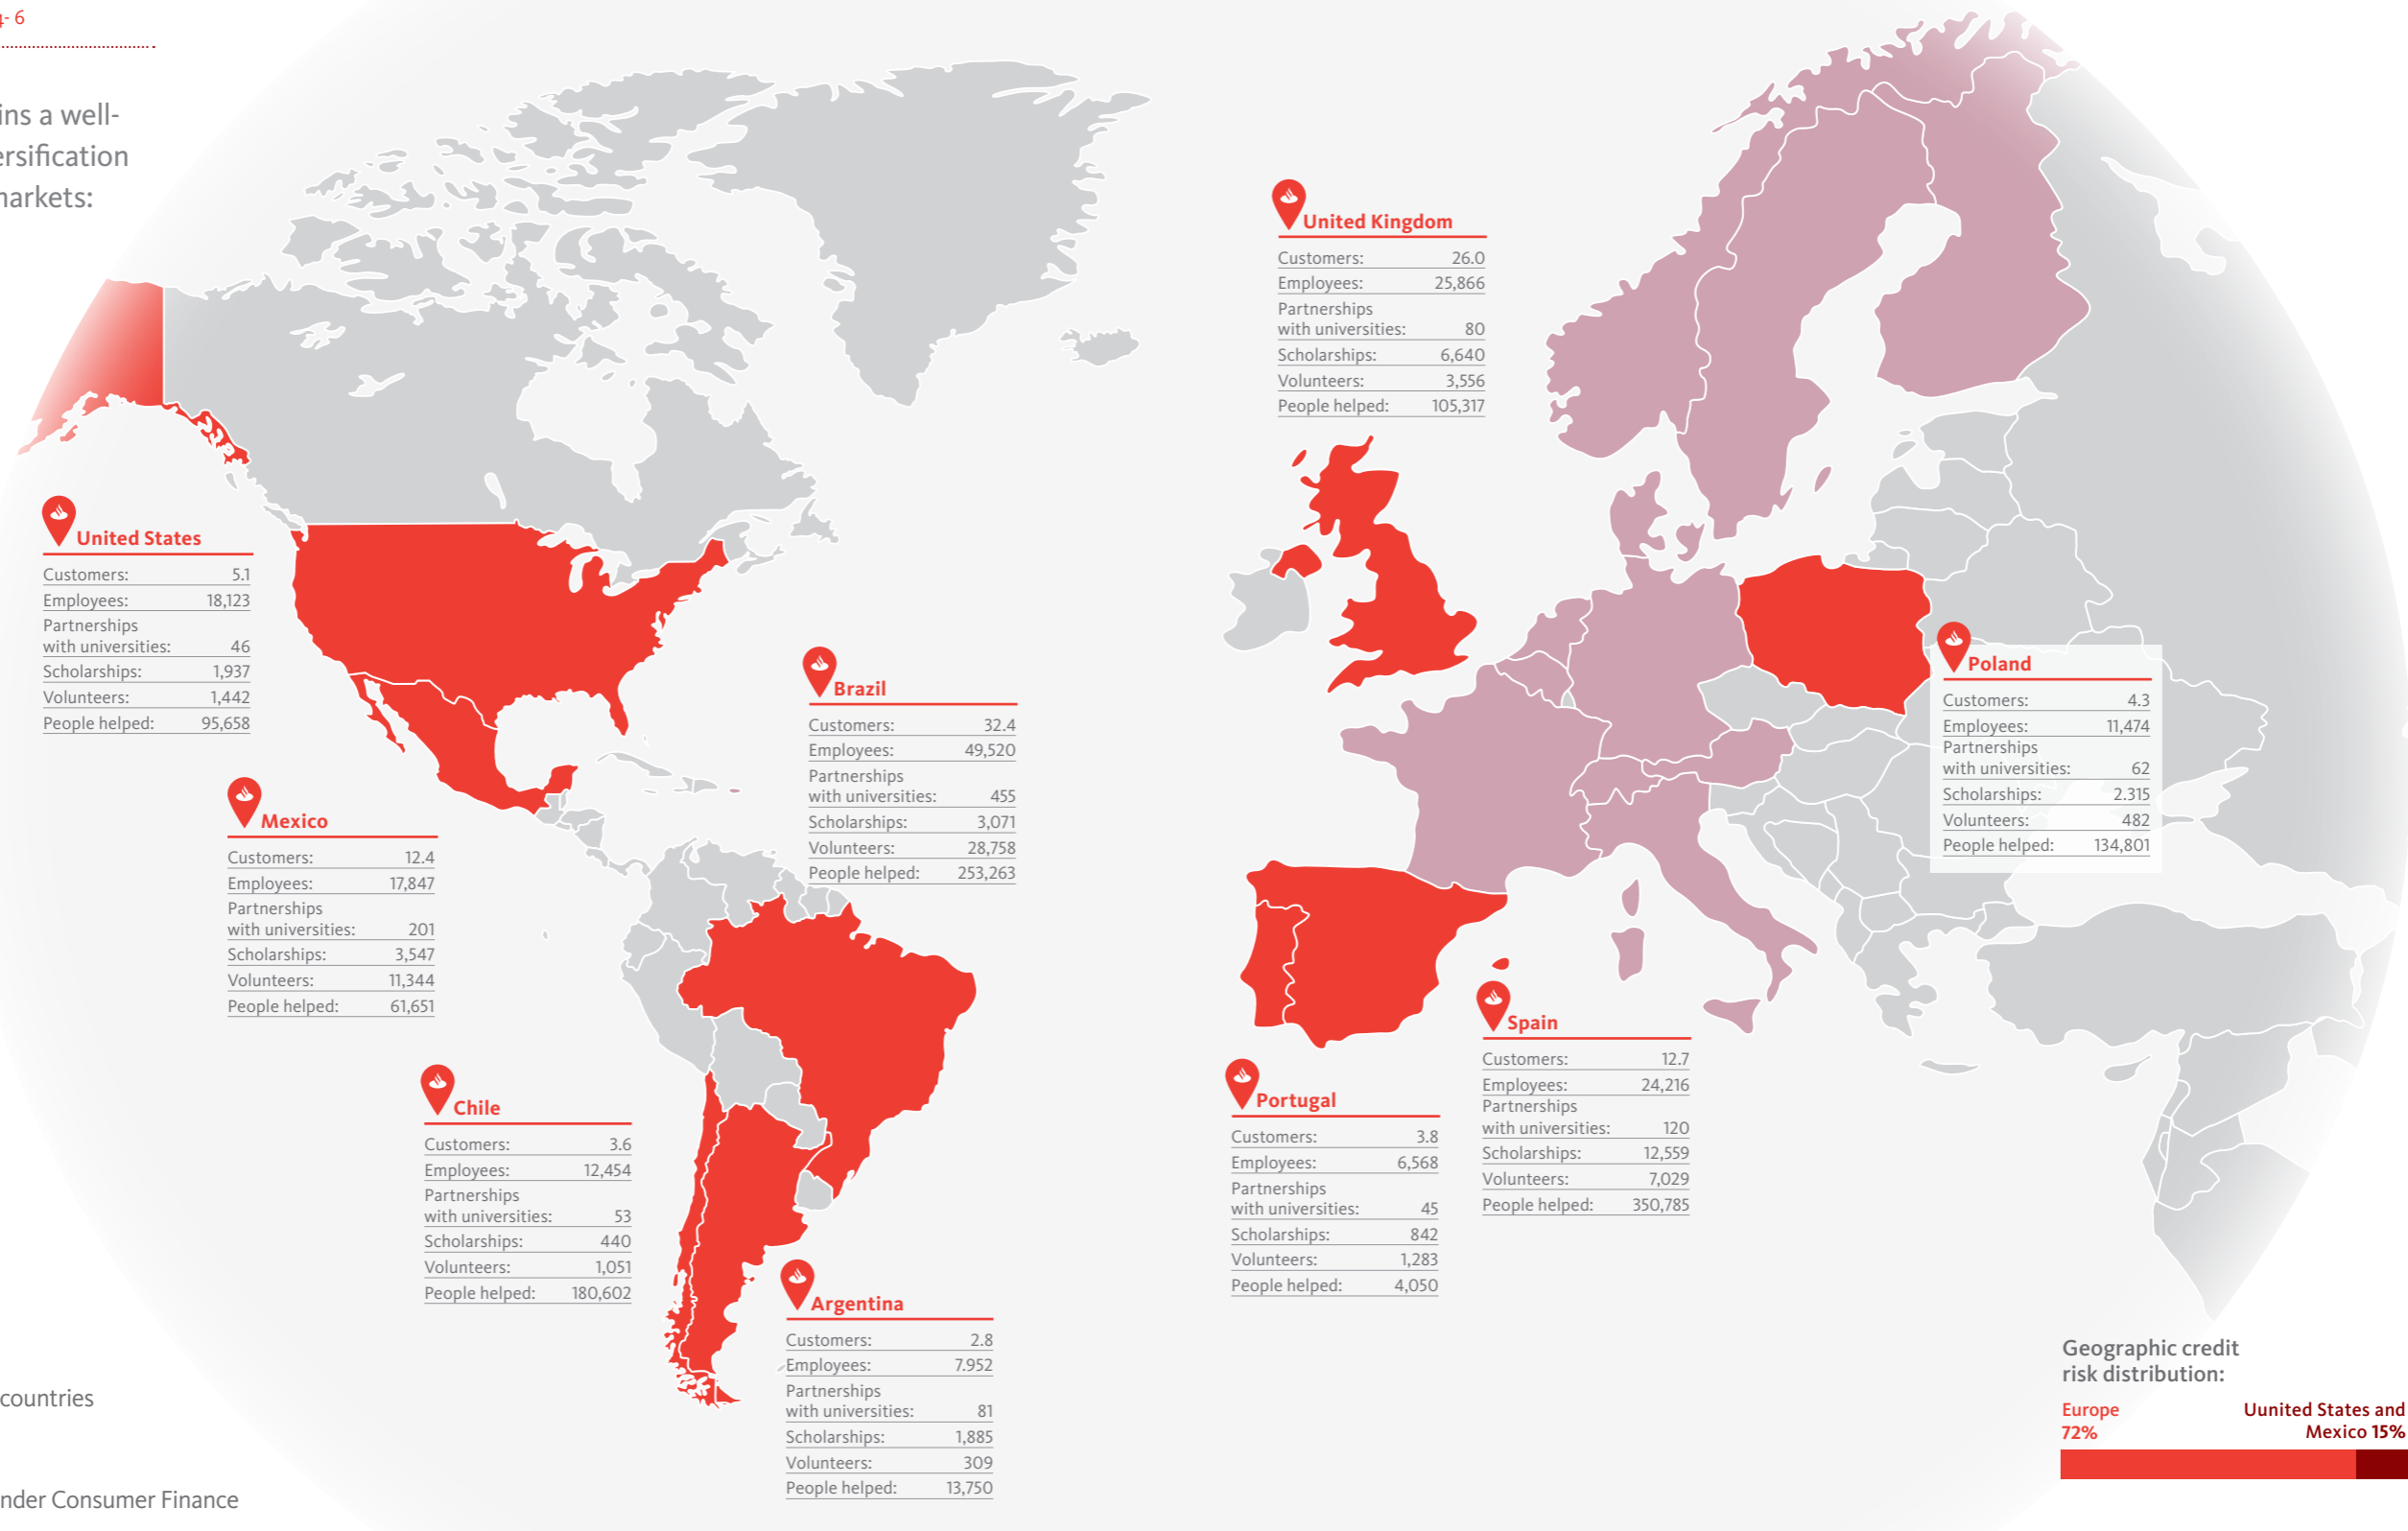 4- 6
ins a well-
ersification
narkets:
United States
Customers: 5.1
Employees: 18,123
Partnerships
with universities: 46
Scholarships: 1,937
Volunteers: 1,442
People helped: 95,658
Mexico
Customers: 12.4
Employees: 17,847
Partnerships
with universities: 201
Scholarships: 3,547
Volunteers: 11,344
People helped: 61,651
Brazil
Customers: 32.4
Employees: 49,520
Partnerships
with universities: 455
Scholarships: 3,071
Volunteers: 28,758
People helped: 253,263
Chile
Customers: 3.6
Employees: 12,454
Partnerships
with universities: 53
Scholarships: 440
Volunteers: 1,051
People helped: 180,602
Argentina
Customers: 2.8
Employees: 7.952
Partnerships
with universities: 81
Scholarships: 1,885
Volunteers: 309
People helped: 13,750
United Kingdom
Customers: 26.0
Employees: 25,866
Partnerships
with universities: 80
Scholarships: 6,640
Volunteers: 3,556
People helped: 105,317
Poland
Customers: 4.3
Employees: 11,474
Partnerships
with universities: 62
Scholarships: 2.315
Volunteers: 482
People helped: 134,801
Portugal
Customers: 3.8
Employees: 6,568
Partnerships
with universities: 45
Scholarships: 842
Volunteers: 1,283
People helped: 4,050
Spain
Customers: 12.7
Employees: 24,216
Partnerships
with universities: 120
Scholarships: 12,559
Volunteers: 7,029
People helped: 350,785
countries
nder Consumer Finance
Geographic credit
risk distribution:
Europe
72%
Uunited States and
Mexico 15%